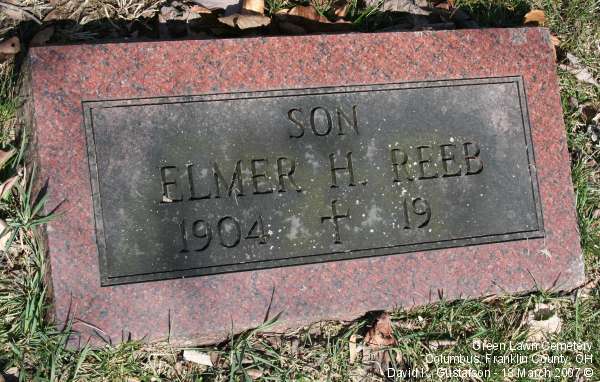 SON
ELMER H. REEB
1904 ✝ 19
Green Lawn Cemetery
Columbus, Franklin County, OH
David K. Gustafson - 18 March 2007 ©